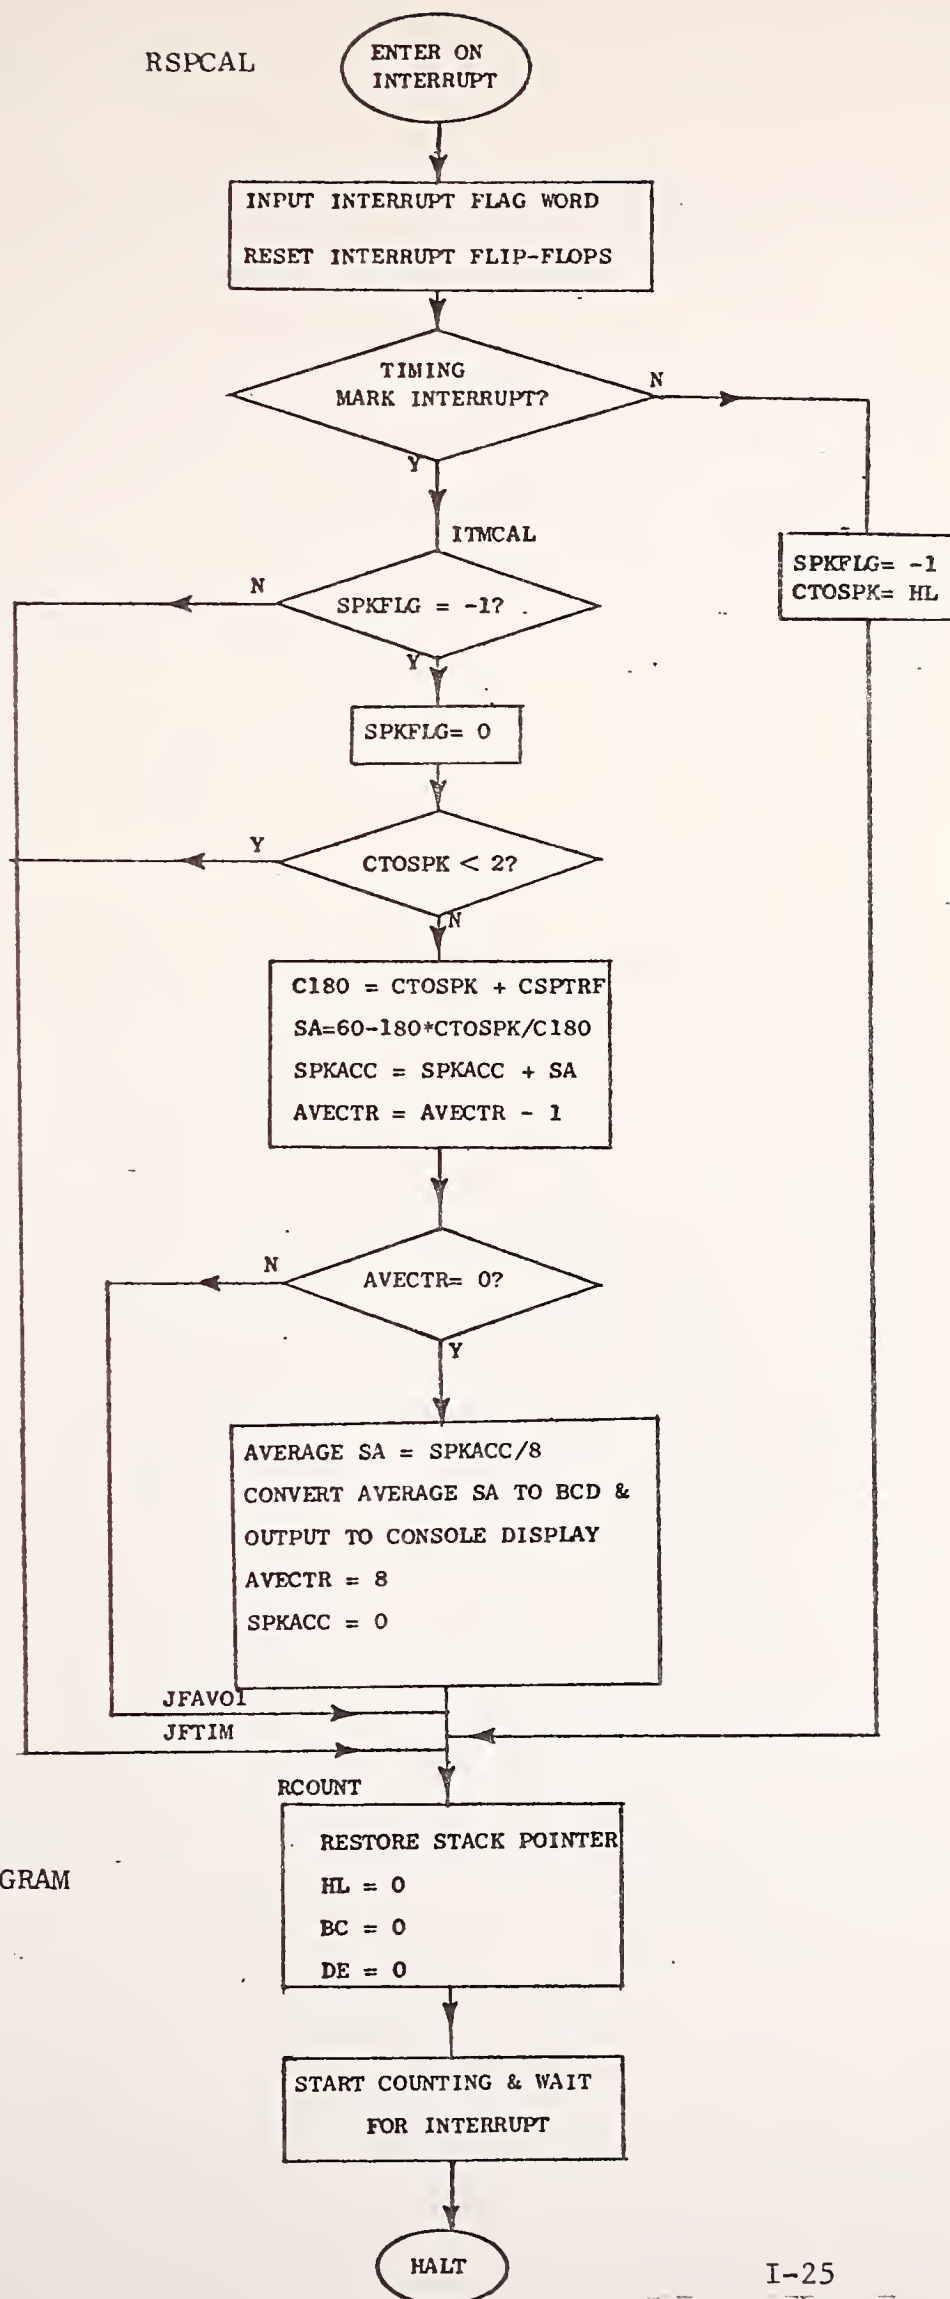 RSPCAL
ENTER ON
INTERRUPT
INPUT INTERRUPT FLAG WORD
RESET INTERRUPT FLIP-FLOPS
TIMING
MARK INTERRUPT?
N
Y
ITMCAL
SPKFLG= -1
CTOSPK= HL
N
SPKFLG = -1?
Y
SPKFLG= 0
Y
CTOSPK < 2?
N
C180 = CTOSPK + CSPTRF
SA=60-180*CTOSPK/C180
SPKACC = SPKACC + SA
AVECTR = AVECTR - 1
N
AVECTR= 0?
Y
AVERAGE SA = SPKACC/8
CONVERT AVERAGE SA TO BCD &
OUTPUT TO CONSOLE DISPLAY
AVECTR = 8
SPKACC = 0
JFAV01
JFTIM
RCOUNT
RESTORE STACK POINTER
HL = 0
BC = 0
DE = 0
GRAM
START COUNTING & WAIT
FOR INTERRUPT
HALT
I-25